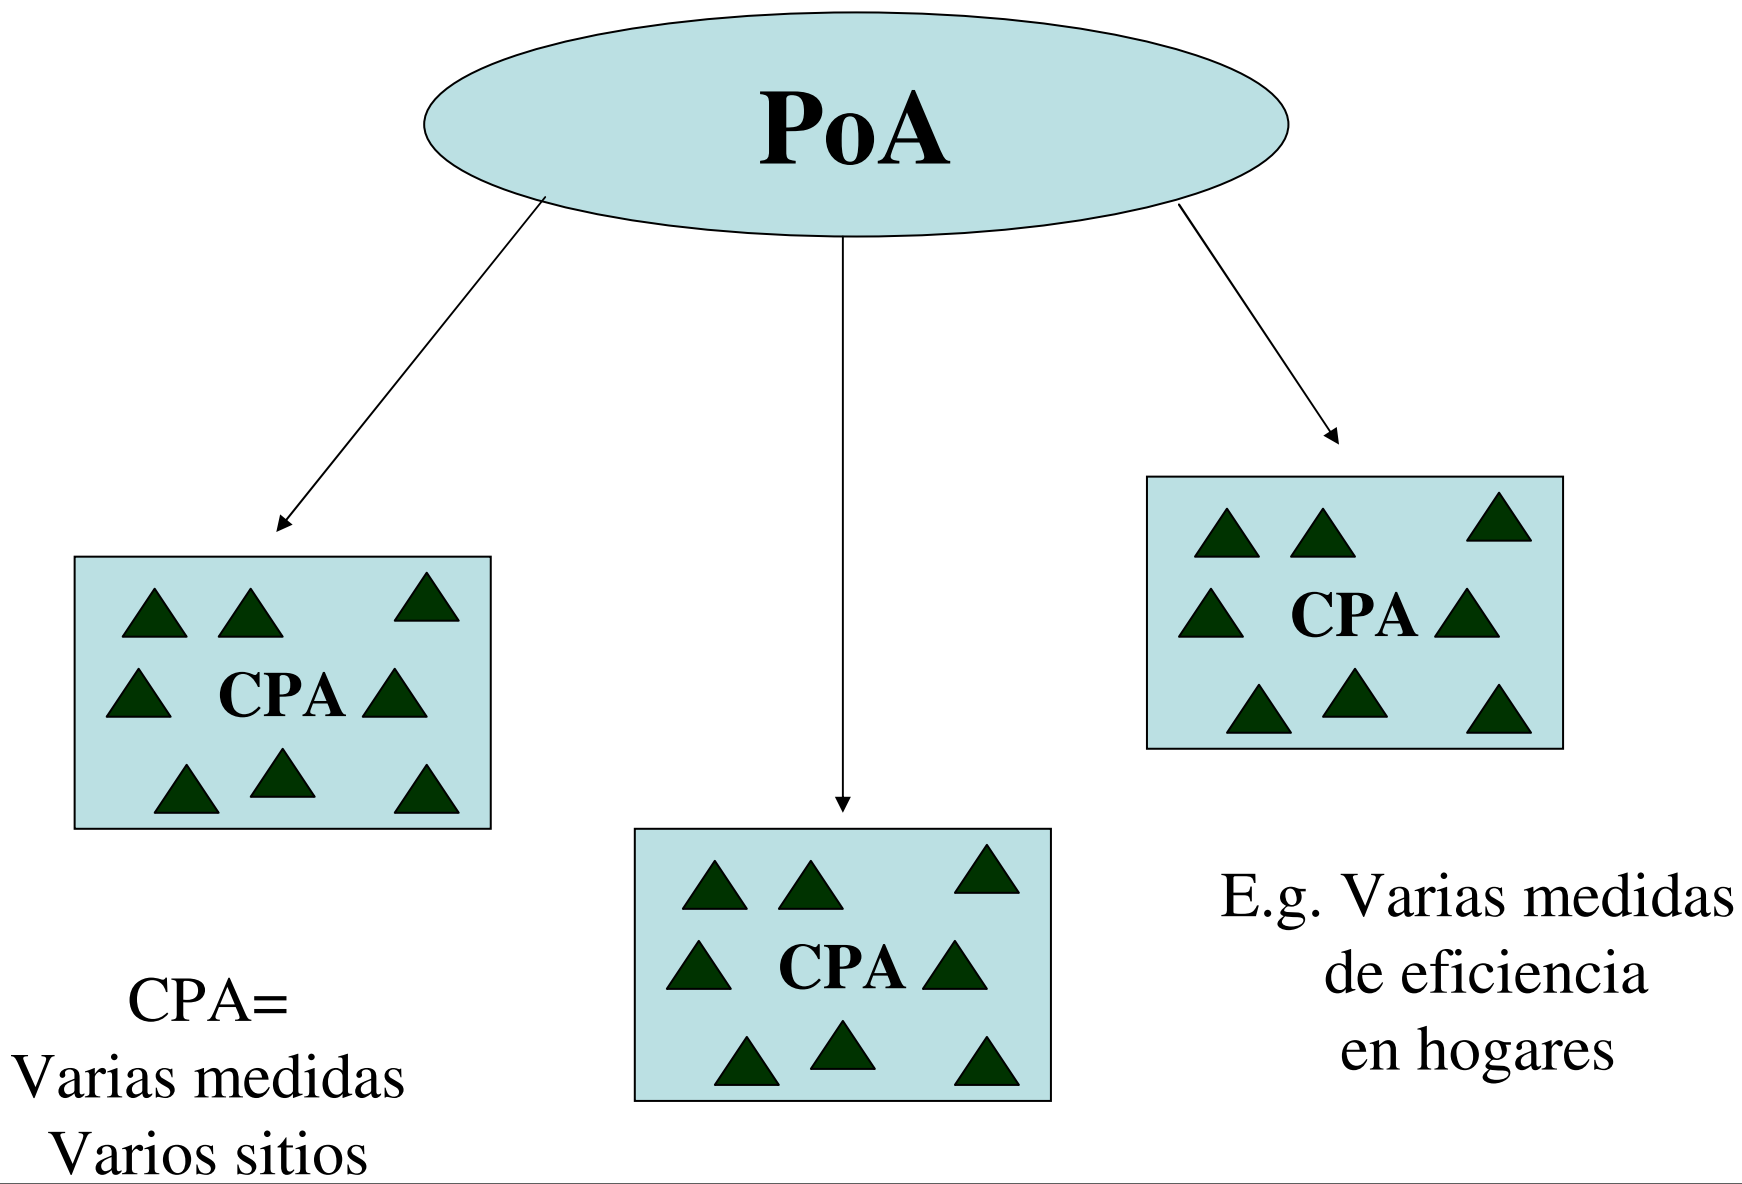 PoA
CPA
CPA
CPA
CPA=
Varias medidas
Varios sitios
E.g. Varias medidas
de eficiencia
en hogares